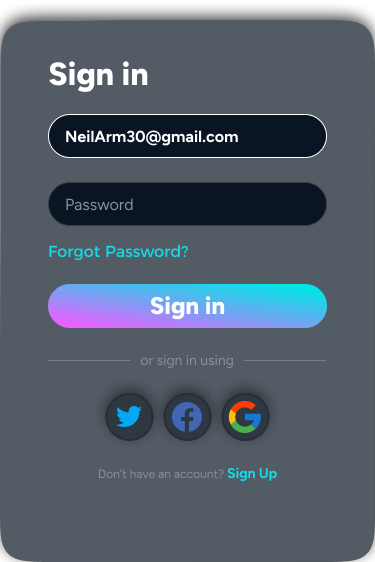 Sign in
NeilArm30@gmail.com
Password
Forgot Password?
Sign in
or sign in using
Don't have an account? Sign Up